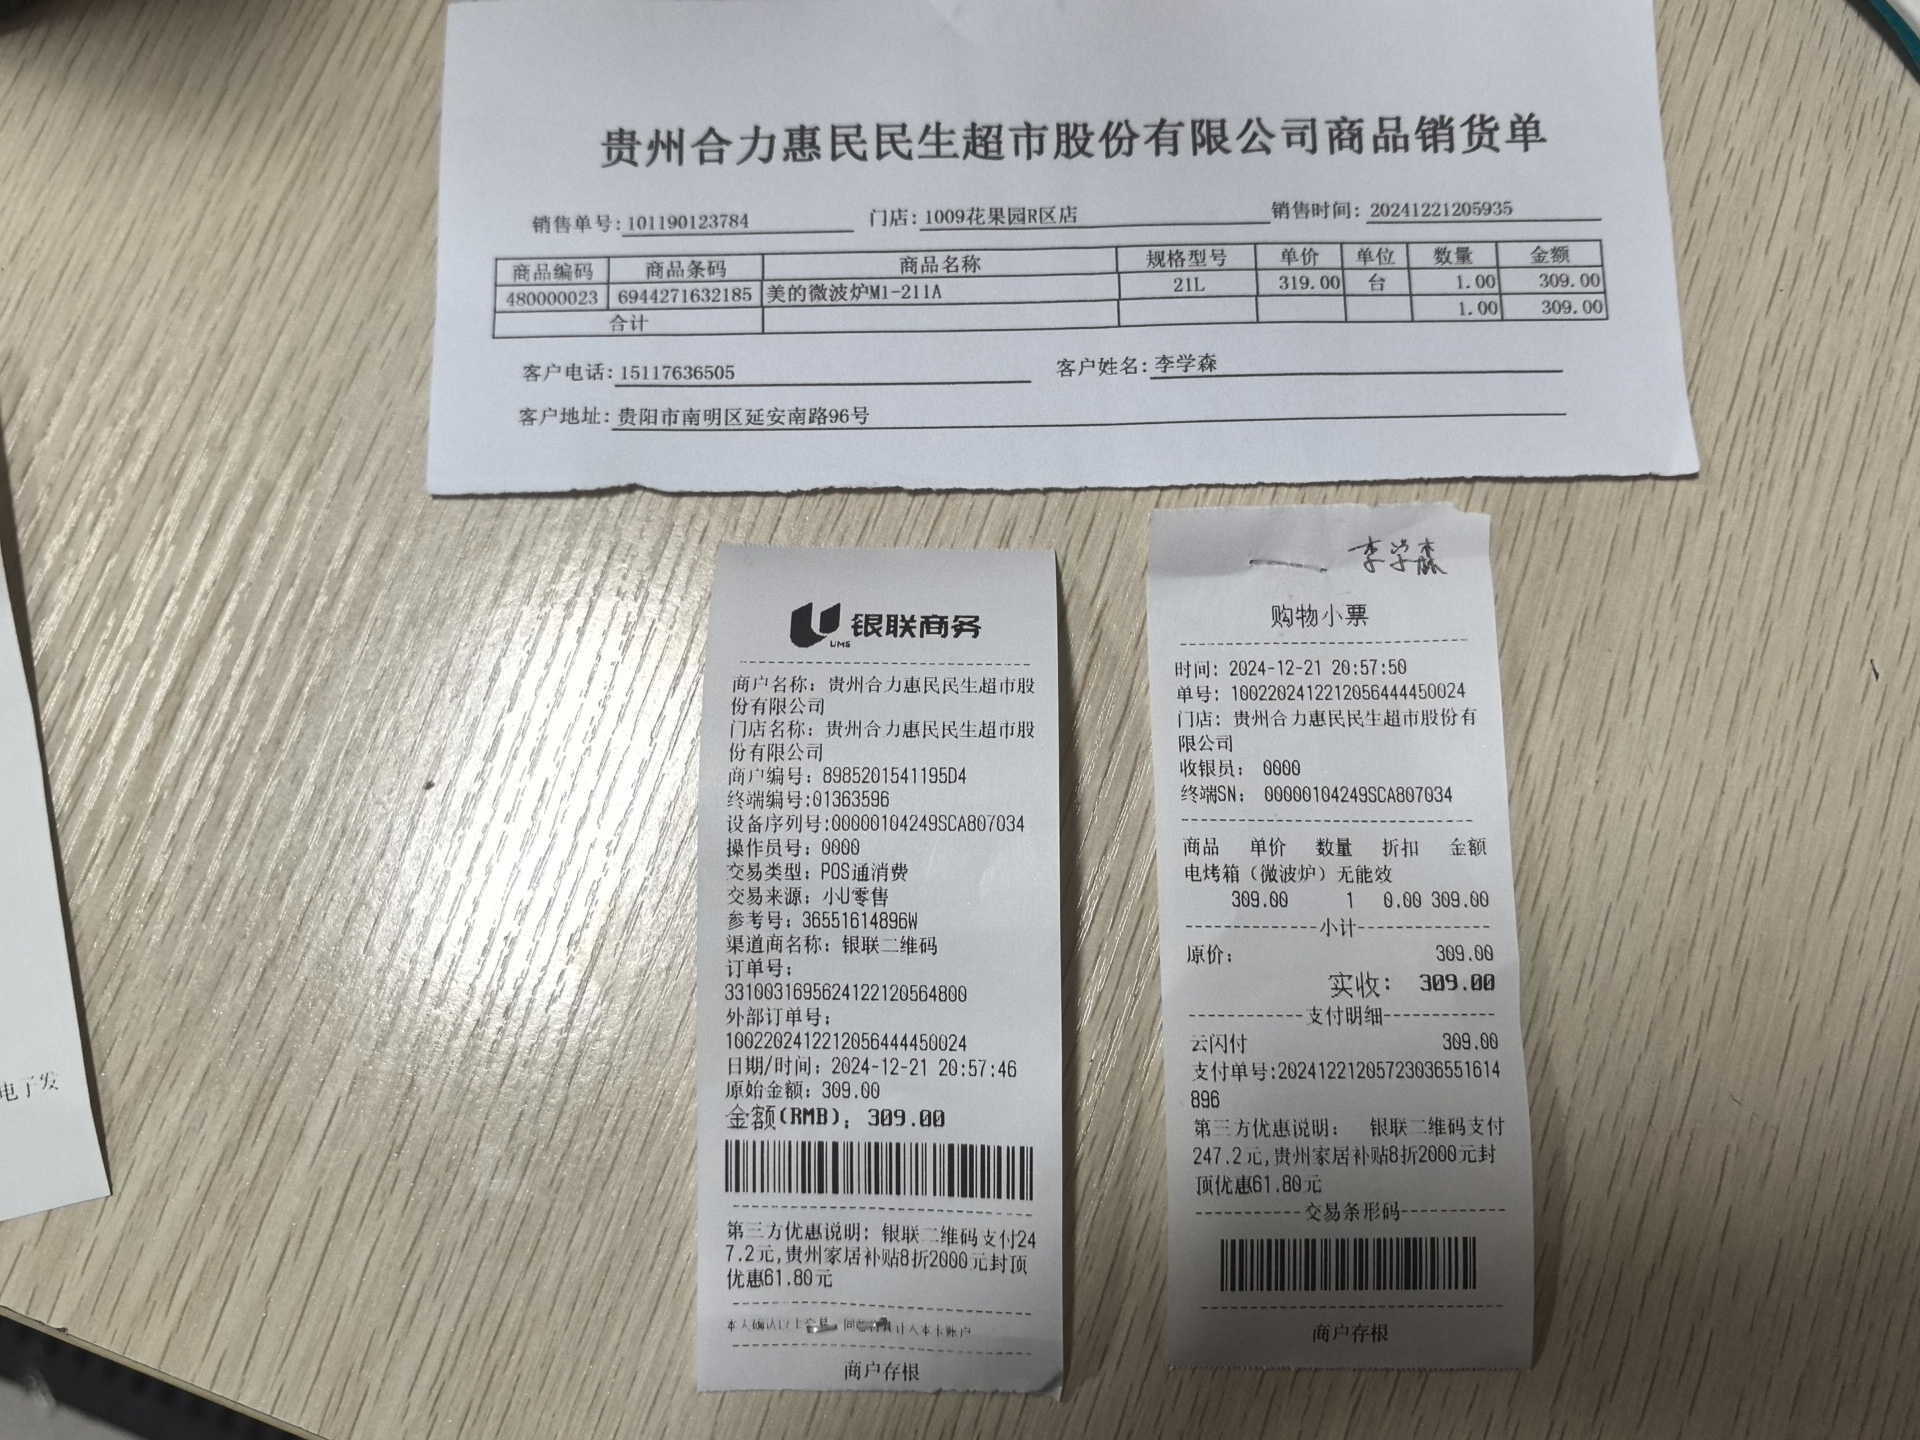 贵州合力惠民民生超市股份有限公司商品销货单
销售单号:101190123784 门店:1009花果园R区店 销售时间:20241221205935
商品编码 商品条码 商品名称 规格型号 单价 单位 数量 金额
480000023 6944271632185 美的微波炉M1-211A 21L 319.00 台 1.00 309.00
合计 1.00 309.00
客户电话:15117636505 客户姓名:李学森
客户地址:贵阳市南明区延安南路96号
电子发
银联商务
UMS
商户名称：贵州合力惠民民生超市股
份有限公司
门店名称：贵州合力惠民民生超市股
份有限公司
商户编号：8985201541195D4
终端编号:01363596
设备序列号:00000104249SCA807034
操作员号：0000
交易类型：POS通消费
交易来源：小U零售
参考号：36551614896W
渠道商名称：银联二维码
订单号：
33100316956241221205648​00
外部订单号：
10022024122120564444500​24
日期/时间：2024-12-21 20:57:46
原始金额：309.00
金额(RMB)：309.00
第三方优惠说明：银联二维码支付24
7.2元,贵州家居补贴8折2000元封顶
优惠61.80元
本人确认以上交易，同意将其计入本卡账户
商户存根
李学森
购物小票
时间：2024-12-21 20:57:50
单号：1002202412212056444450024
门店：贵州合力惠民民生超市股份有
限公司
收银员： 0000
终端SN： 00000104249SCA807034
商品 单价 数量 折扣 金额
电烤箱（微波炉）无能效
309.00 1 0.00 309.00
小计
原价： 309.00
实收： 309.00
支付明细
云闪付 309.00
支付单号:20241221205723036551614
896
第三方优惠说明： 银联二维码支付
247.2元,贵州家居补贴8折2000元封
顶优惠61.80元
交易条形码
商户存根